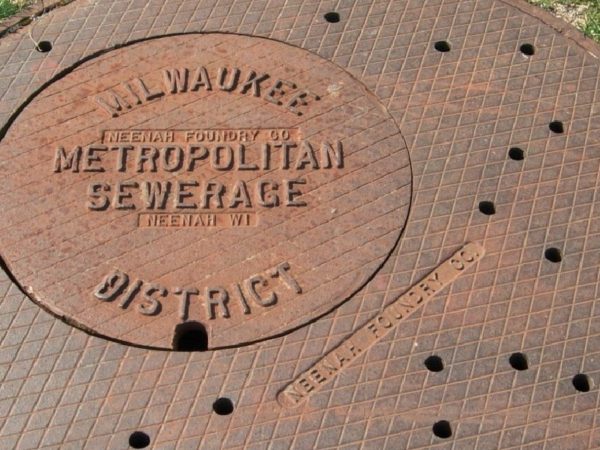 MILWAUKEE
NEENAH FOUNDRY CO
METROPOLITAN
SEWERAGE
NEENAH WI
DISTRICT
NEENAH FOUNDRY CO.